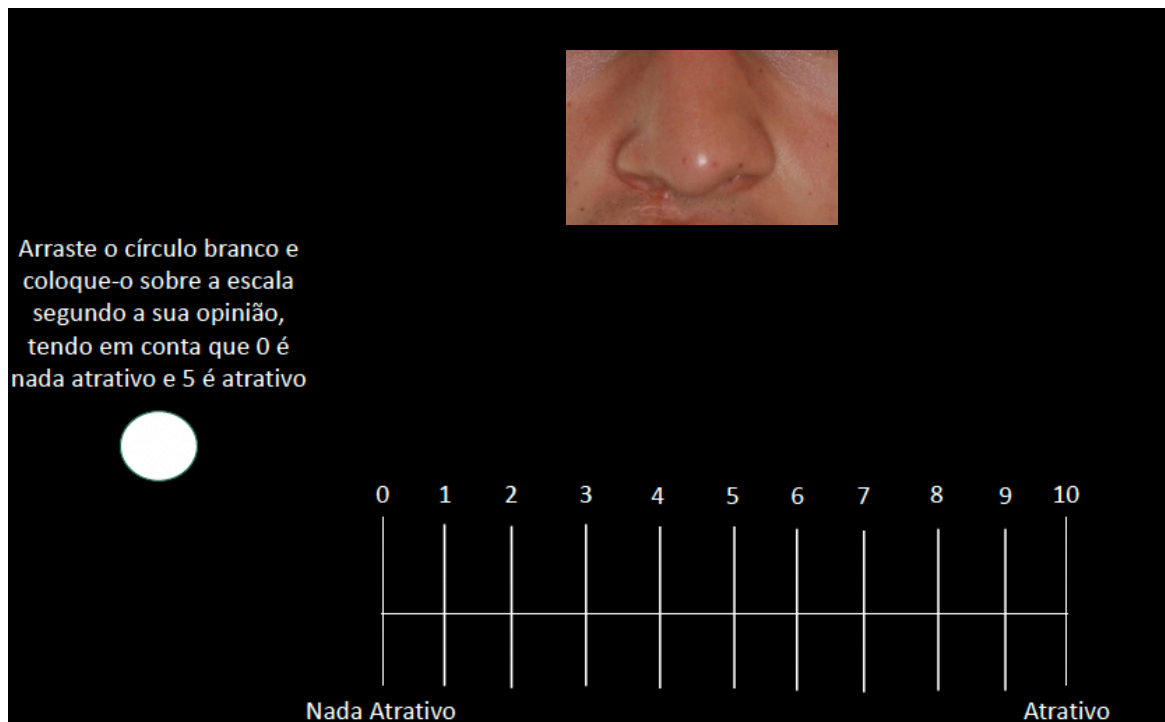 Arraste o círculo branco e
coloque-o sobre a escala
segundo a sua opinião,
tendo em conta que 0 é
nada atrativo e 5 é atrativo
0 1 2 3 4 5 6 7 8 9 10
Nada Atrativo Atrativo